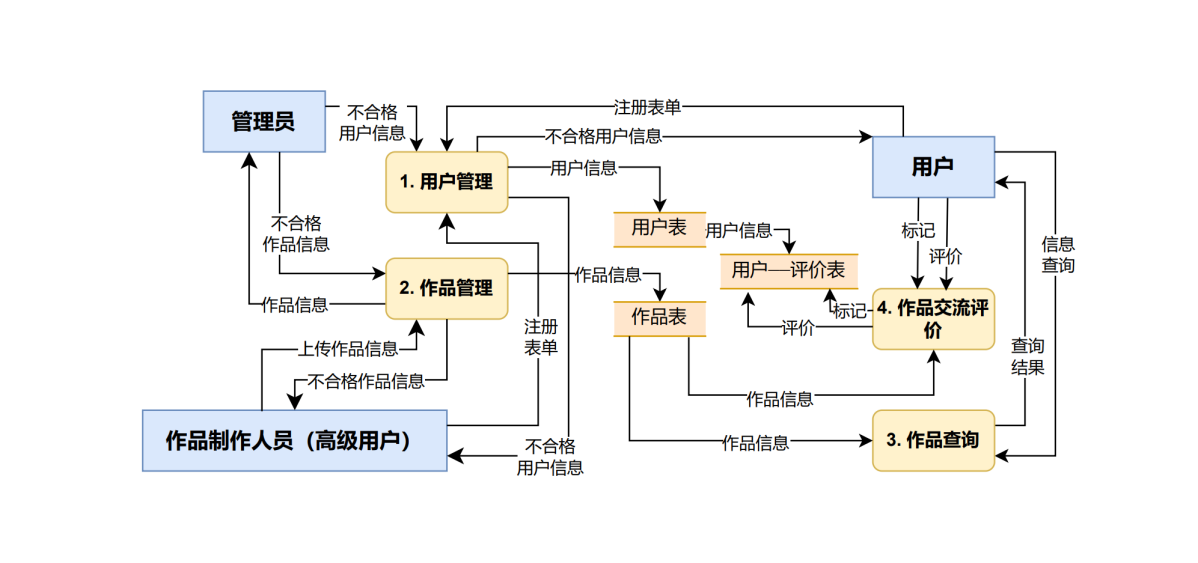 注册表单
管理员
不合格
用户信息
不合格用户信息
用户信息
用户
1. 用户管理
不合格
作品信息
用户表
用户信息
标记
评价
信息
查询
用户—评价表
作品信息
2. 作品管理
作品信息
作品表
标记
4. 作品交流评
价
评价
注册
表单
上传作品信息
查询
结果
不合格作品信息
作品信息
作品制作人员（高级用户）
不合格
用户信息
作品信息
3. 作品查询